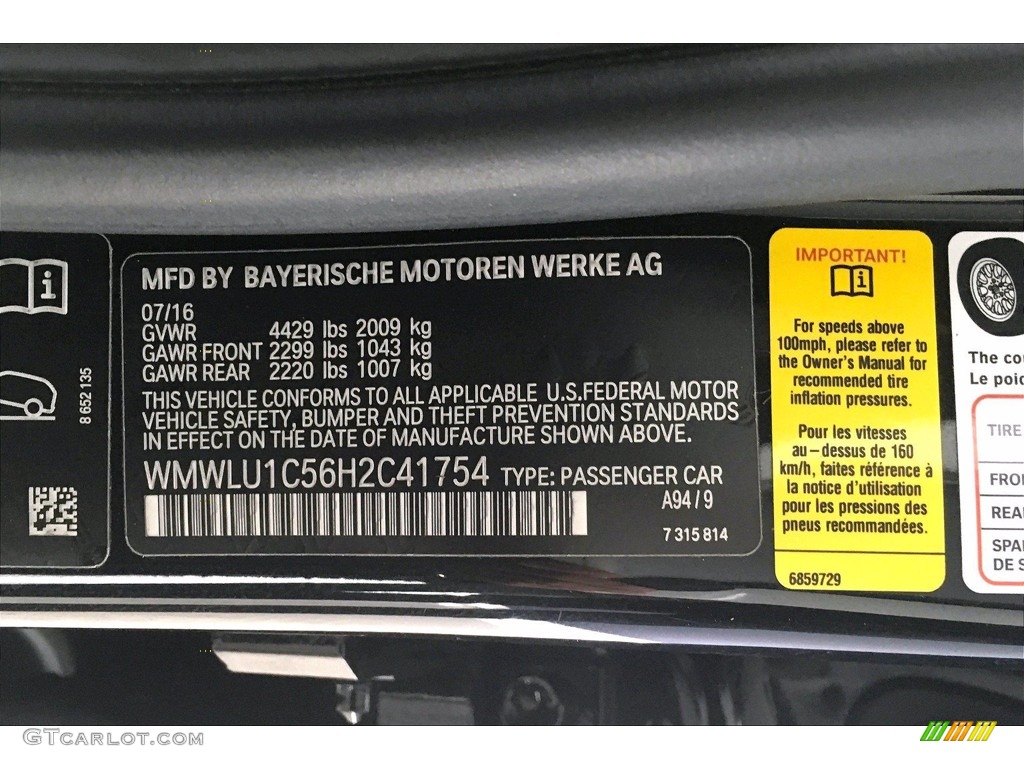 MFD BY BAYERISCHE MOTOREN WERKE AG
07/16
GVWR 4429 lbs 2009 kg
GAWR FRONT 2299 lbs 1043 kg
GAWR REAR 2220 lbs 1007 kg
THIS VEHICLE CONFORMS TO ALL APPLICABLE U.S.FEDERAL MOTOR
VEHICLE SAFETY, BUMPER AND THEFT PREVENTION STANDARDS
IN EFFECT ON THE DATE OF MANUFACTURE SHOWN ABOVE.
WMWLU1C56H2C41754 TYPE: PASSENGER CAR
A94/9
7 315 814
8 652 135
IMPORTANT!
For speeds above
100mph, please refer to
the Owner's Manual for
recommended tire
inflation pressures.
Pour les vitesses
au-dessus de 160
km/h, faites référence à
la notice d'utilisation
pour les pressions des
pneus recommandées.
6859729
The co
Le poi
TIRE
FRO
REA
SPA
DE S
GTCARLOT.COM